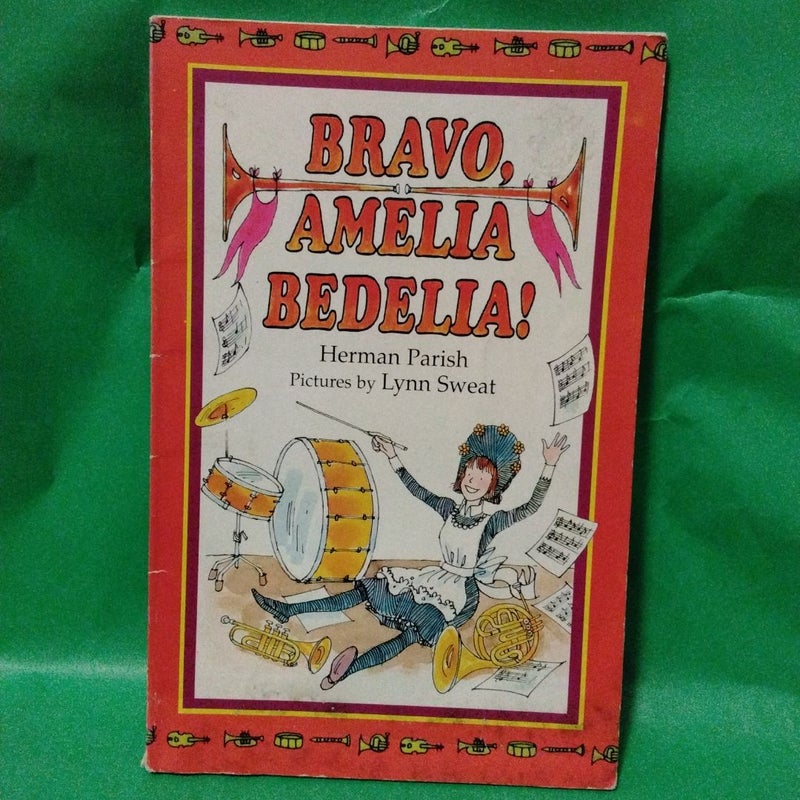 BRAVO,
AMELIA
BEDELIA!
Herman Parish
Pictures by Lynn Sweat